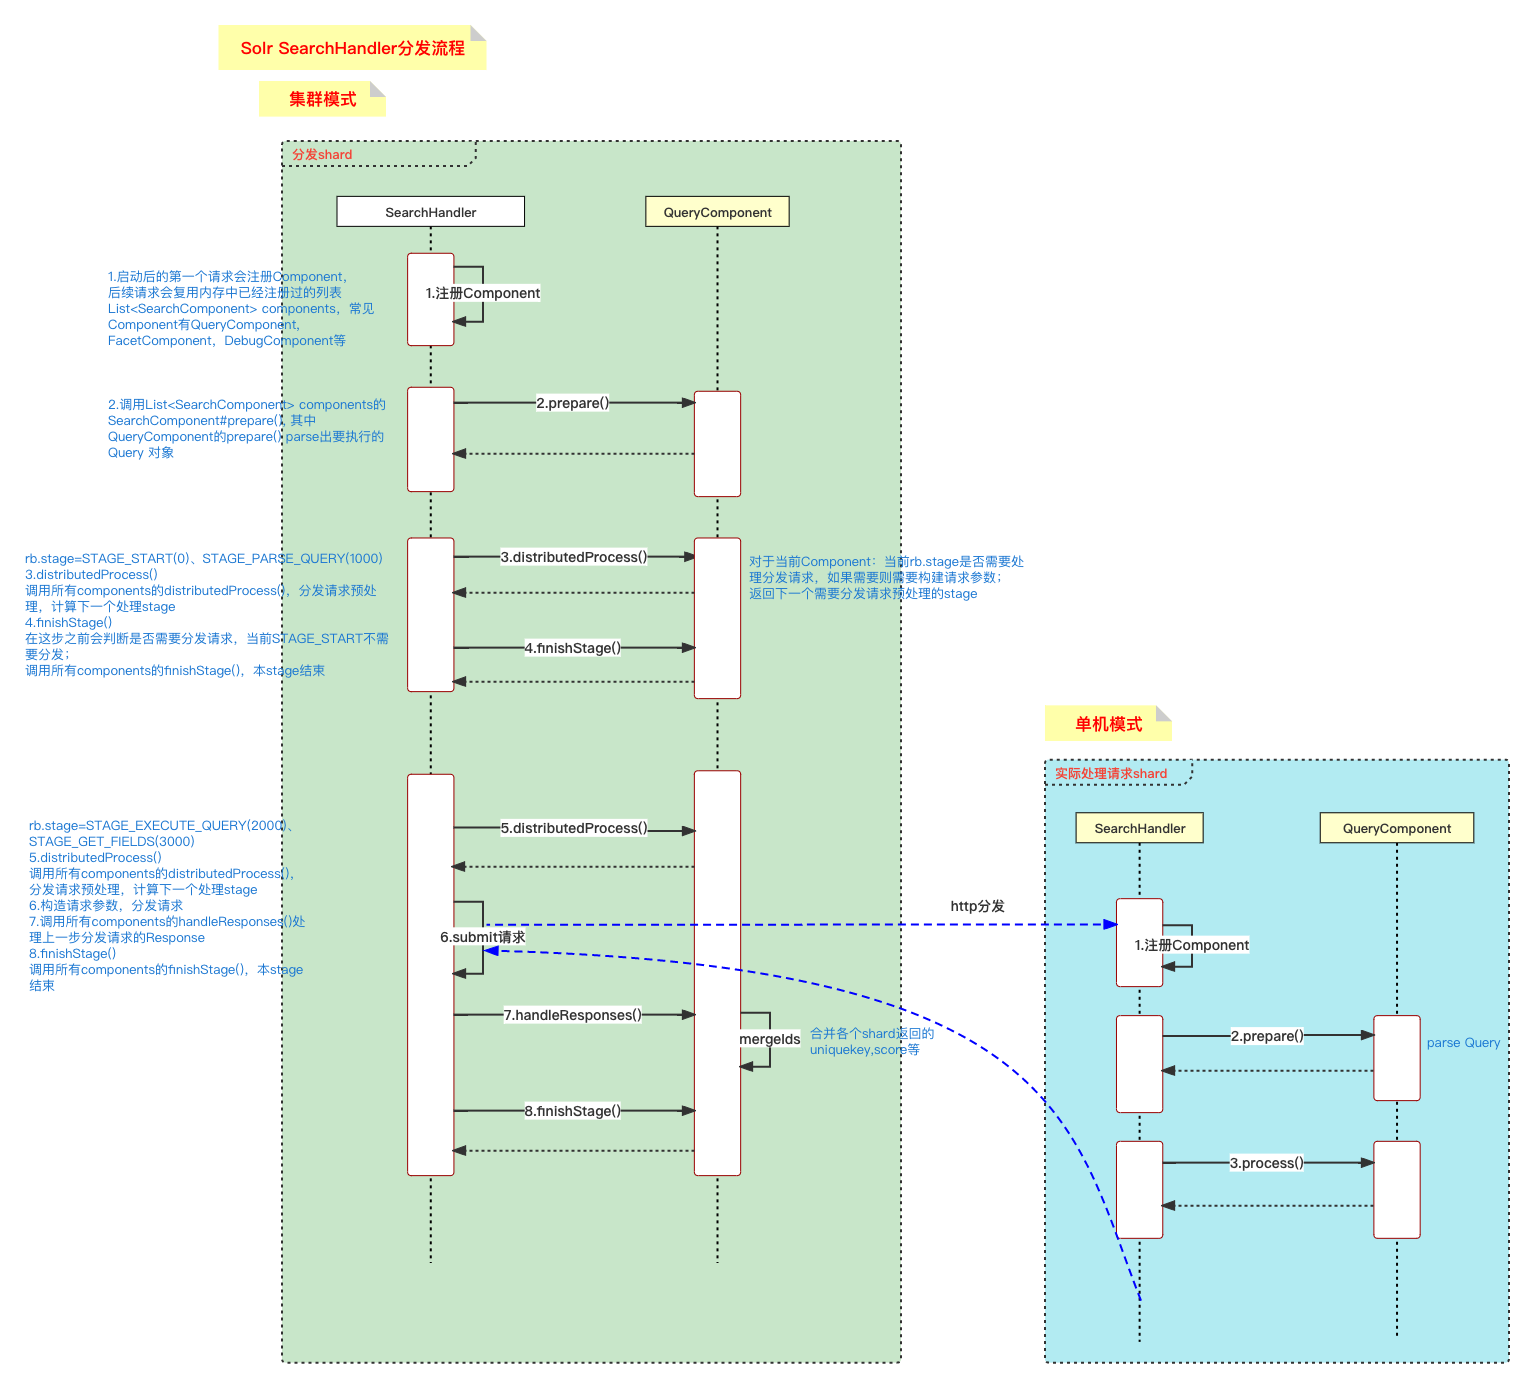 Solr SearchHandler分发流程
集群模式
分发shard
SearchHandler
QueryComponent
1.启动后的第一个请求会注册Component，
后续请求会复用内存中已经注册过的列表
List<SearchComponent> components，常见
Component有QueryComponent,
FacetComponent，DebugComponent等
1.注册Component
2.调用List<SearchComponent> components的
SearchComponent#prepare(), 其中
QueryComponent的prepare() parse出要执行的
Query 对象
2.prepare()
rb.stage=STAGE_START(0)、STAGE_PARSE_QUERY(1000)
3.distributedProcess()
调用所有components的distributedProcess()，分发请求预处
理，计算下一个处理stage
4.finishStage()
在这步之前会判断是否需要分发请求，当前STAGE_START不需
要分发；
调用所有components的finishStage()，本stage结束
3.distributedProcess()
4.finishStage()
对于当前Component：当前rb.stage是否需要处
理分发请求，如果需要则需要构建请求参数；
返回下一个需要分发请求预处理的stage
rb.stage=STAGE_EXECUTE_QUERY(2000)、
STAGE_GET_FIELDS(3000)
5.distributedProcess()
调用所有components的distributedProcess()，
分发请求预处理，计算下一个处理stage
6.构造请求参数，分发请求
7.调用所有components的handleResponses()处
理上一步分发请求的Response
8.finishStage()
调用所有components的finishStage()，本stage
结束
5.distributedProcess()
6.submit请求
7.handleResponses()
mergeIds
合并各个shard返回的
uniquekey,score等
8.finishStage()
http分发
单机模式
实际处理请求shard
SearchHandler
QueryComponent
1.注册Component
2.prepare()
parse Query
3.process()